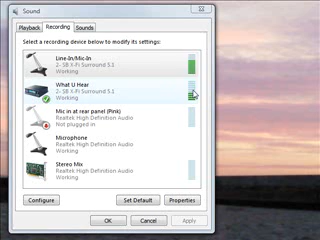 Sound
Playback
Recording
Sounds
Select a recording device below to modify its settings:
Line-In/Mic-In
2- SB X-Fi Surround 5.1
Working
What U Hear
2- SB X-Fi Surround 5.1
Working
Mic in at rear panel (Pink)
Realtek High Definition Audio
Not plugged in
Microphone
Realtek High Definition Audio
Working
Stereo Mix
Realtek High Definition Audio
Working
Configure
Set Default
Properties
OK
Cancel
Apply